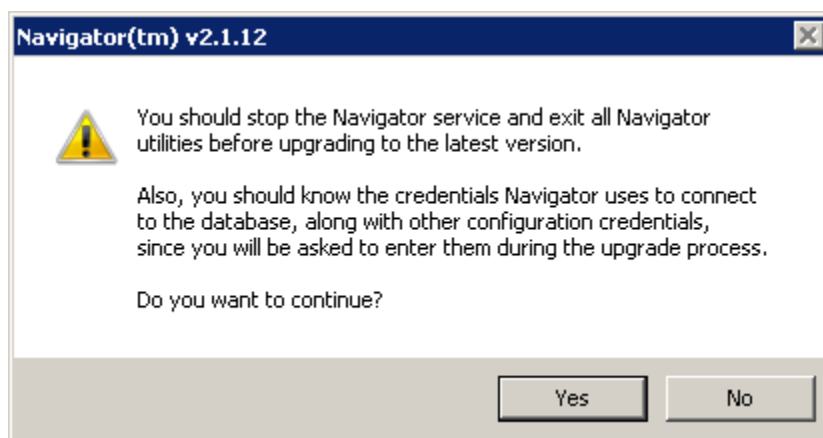 Navigator(tm) v2.1.12
You should stop the Navigator service and exit all Navigator
utilities before upgrading to the latest version.
Also, you should know the credentials Navigator uses to connect
to the database, along with other configuration credentials,
since you will be asked to enter them during the upgrade process.
Do you want to continue?
Yes
No